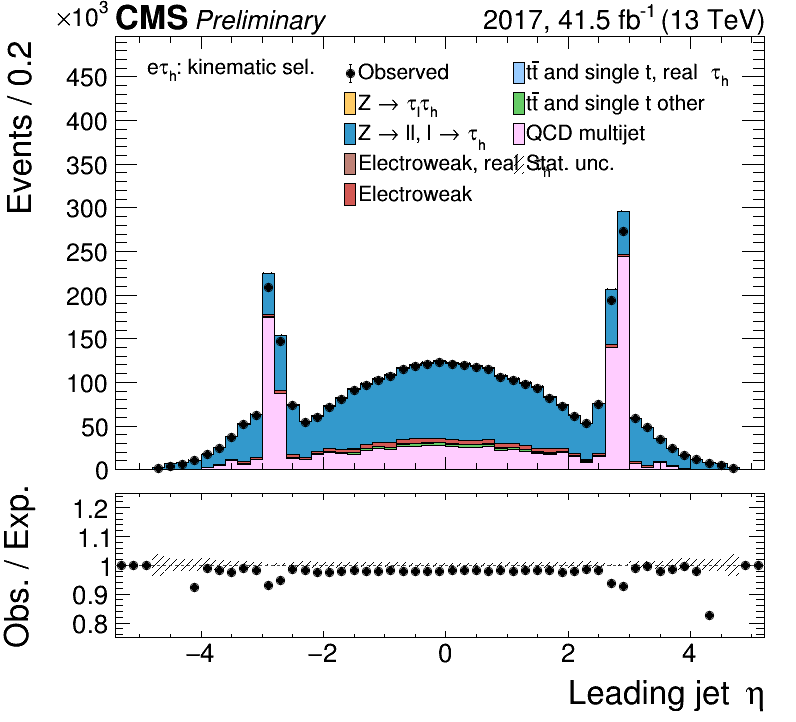 ×10³ CMS Preliminary 2017, 41.5 fb⁻¹ (13 TeV)
eτₕ: kinematic sel.
Observed
Z → τₗτₕ
Z → ll, l → τₕ
Electroweak, real τₕ
Electroweak
tt̄ and single t, real τₕ
tt̄ and single t other
QCD multijet
Stat. unc.
Events / 0.2
450
400
350
300
250
200
150
100
50
0
Obs. / Exp.
1.2
1.1
1
0.9
0.8
−4 −2 0 2 4
Leading jet η